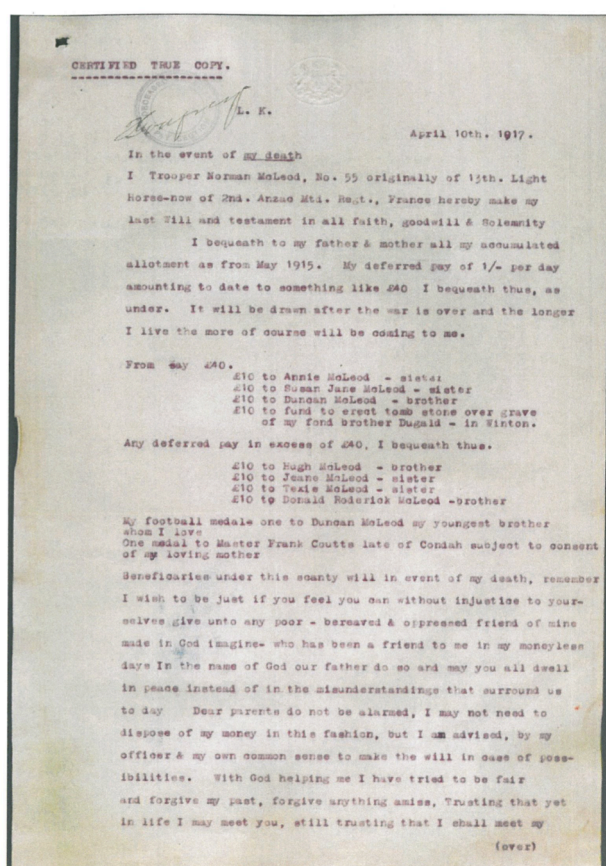 CERTIFIED TRUE COPY.
L. K.
April 10th. 1917.
In the event of my death
I Trooper Norman McLeod, No. 55 originally of 13th. Light
Horse-now of 2nd. Anzac Mtd. Regt., France hereby make my
last Will and testament in all faith, goodwill & Solemnity
I bequeath to my father & mother all my accumulated
allotment as from May 1915. My deferred pay of 1/- per day
amounting to date to something like £40 I bequeath thus, as
under. It will be drawn after the war is over and the longer
I live the more of course will be coming to me.
From say £40.
£10 to Annie McLeod - sister
£10 to Susan Jane McLeod - sister
£10 to Duncan McLeod - brother
£10 to fund to erect tomb stone over grave
of my fond brother Dugald - in Winton.
Any deferred pay in excess of £40, I bequeath thus.
£10 to Hugh McLeod - brother
£10 to Jeane McLeod - sister
£10 to Texie McLeod - sister
£10 to Donald Roderick McLeod -brother
My football medals one to Duncan McLeod my youngest brother
whom I love
One medal to Master Frank Coutts late of Condah subject to consent
of my loving mother
Beneficaries under this scanty will in event of my death, remember
I wish to be just if you feel you can without injustice to your-
selves give unto any poor - bereaved & oppressed friend of mine
made in God imagine- who has been a friend to me in my moneyless
days In the name of God our father do so and may you all dwell
in peace instead of in the misunderstandings that surround us
to day Dear parents do not be alarmed, I may not need to
dispose of my money in this fashion, but I am advised, by my
officer & my own common sense to make the will in case of poss-
ibilities. With God helping me I have tried to be fair
and forgive my past, forgive anything amiss, Trusting that yet
in life I may meet you, still trusting that I shall meet my
(over)